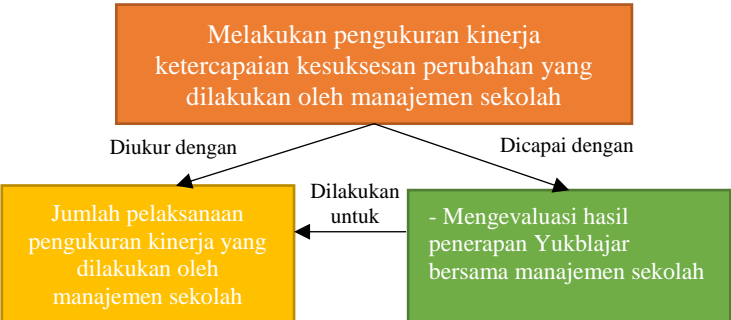 Melakukan pengukuran kinerja
ketercapaian kesuksesan perubahan yang
dilakukan oleh manajemen sekolah
Diukur dengan
Dicapai dengan
Jumlah pelaksanaan
pengukuran kinerja yang
dilakukan oleh
manajemen sekolah
Dilakukan
untuk
- Mengevaluasi hasil
penerapan Yukblajar
bersama manajemen sekolah